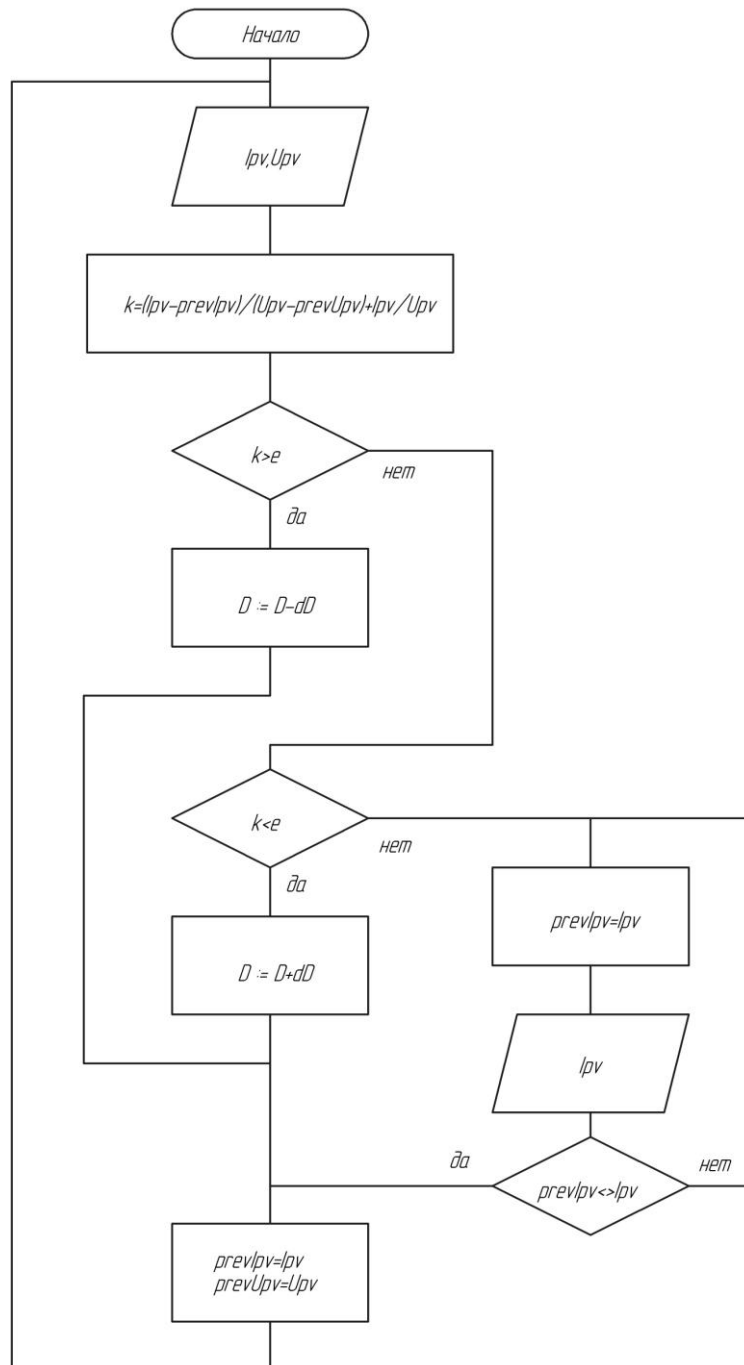 Начало
Ipv,Upv
k=(Ipv-prevIpv)/(Upv-prevUpv)+Ipv/Upv
k>e
нет
да
D := D-dD
k<e
нет
да
prevIpv=Ipv
D := D+dD
Ipv
да
prevIpv<>Ipv
нет
prevIpv=Ipv
prevUpv=Upv